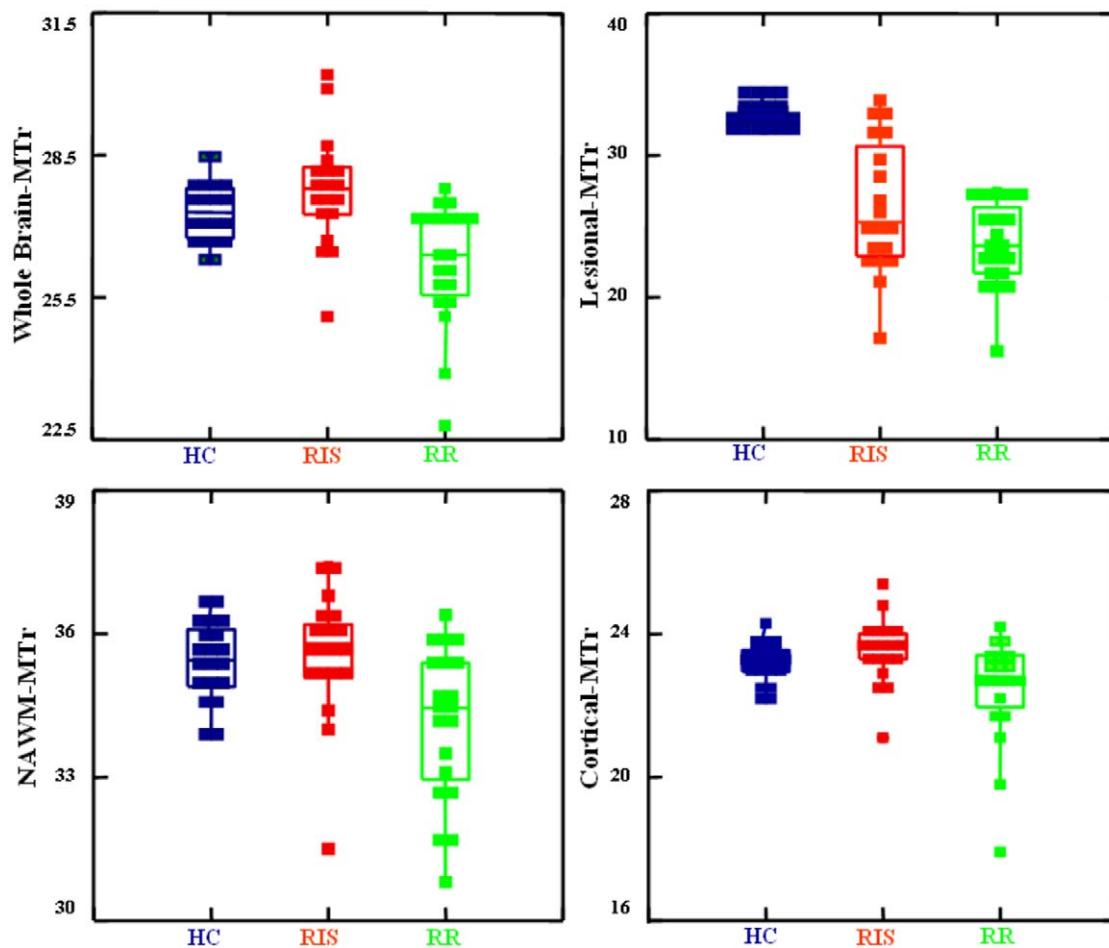 Whole Brain-MTr
31.5
28.5
25.5
22.5
HC RIS RR
Lesional-MTr
40
30
20
10
HC RIS RR
NAWM-MTr
39
36
33
30
HC RIS RR
Cortical-MTr
28
24
20
16
HC RIS RR